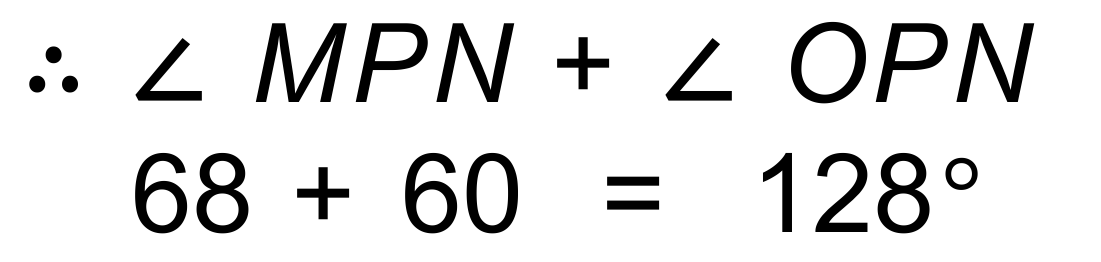 ∴ ∠ MPN + ∠ OPN
68 + 60 = 128°